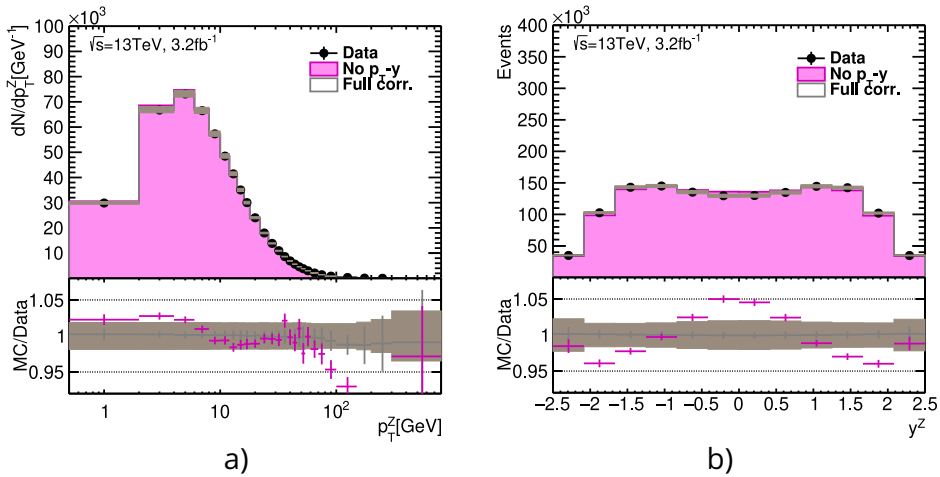 ×10³
100
90
80
70
60
50
40
30
20
10
dN/dp_T^Z[GeV⁻¹]
√s=13TeV, 3.2fb⁻¹
Data
No p_T-y
Full corr.
1.05
1
0.95
MC/Data
1 10 10²
p_T^Z[GeV]
a)
×10³
400
350
300
250
200
150
100
50
Events
√s=13TeV, 3.2fb⁻¹
Data
No p_T-y
Full corr.
1.05
1
0.95
MC/Data
−2.5 −2 −1.5 −1 −0.5 0 0.5 1 1.5 2 2.5
y^Z
b)